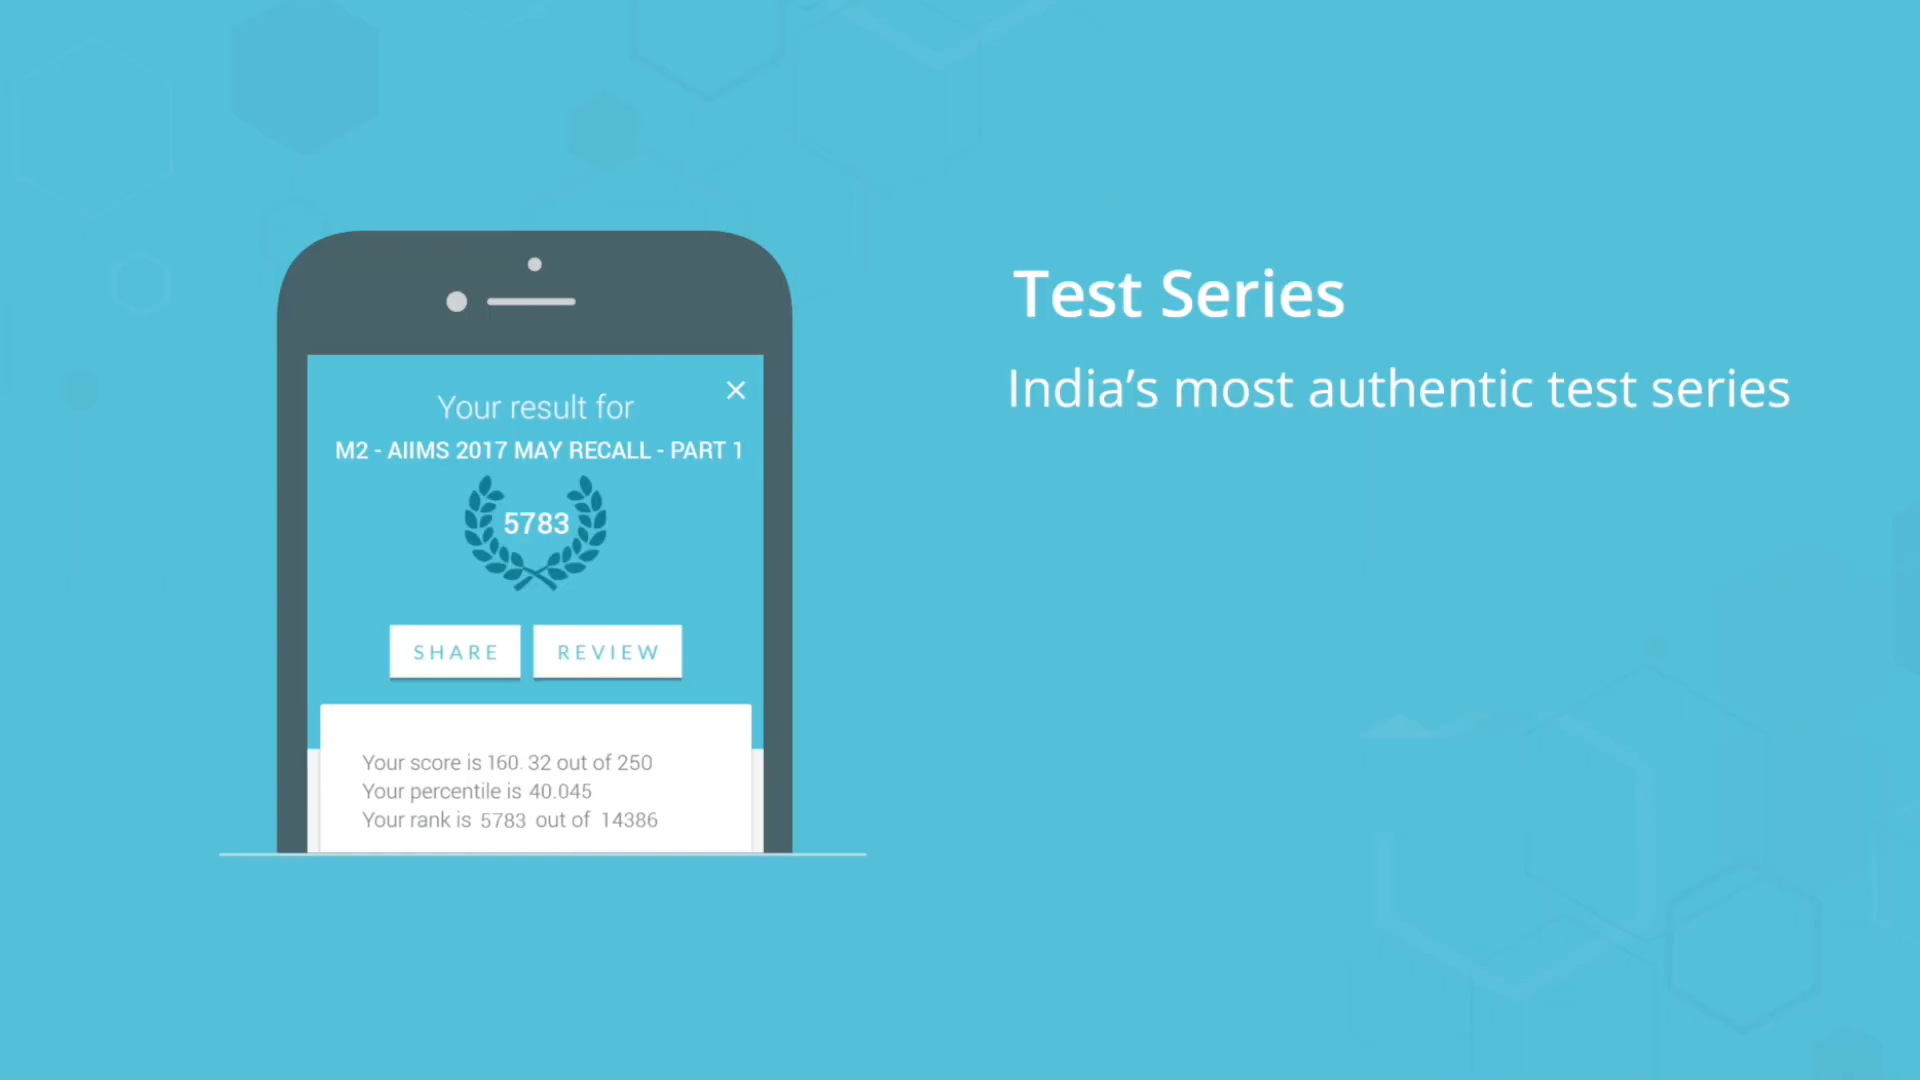 Test Series
India’s most authentic test series
Your result for
M2 - AIIMS 2017 MAY RECALL - PART 1
5783
SHARE REVIEW
Your score is 160. 32 out of 250
Your percentile is 40.045
Your rank is 5783 out of 14386